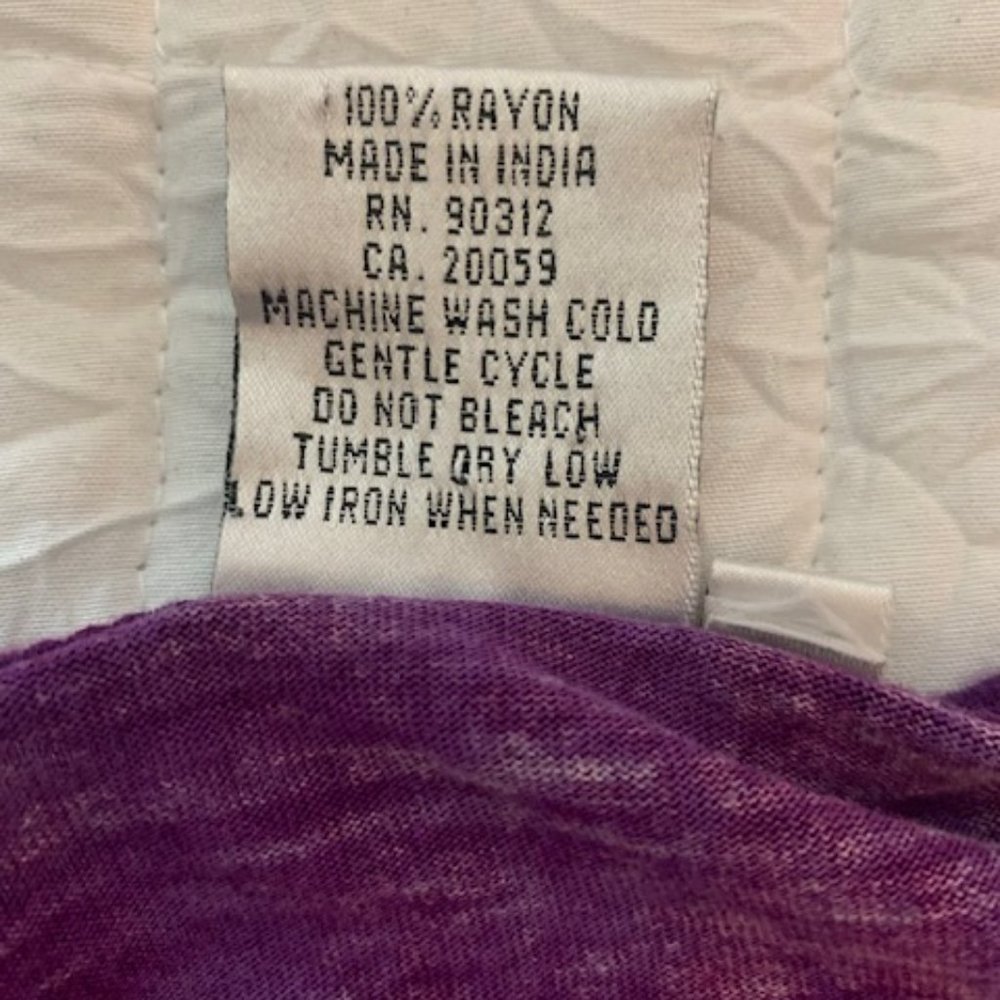 100% RAYON
MADE IN INDIA
RN. 90312
CA. 20059
MACHINE WASH COLD
GENTLE CYCLE
DO NOT BLEACH
TUMBLE DRY LOW
LOW IRON WHEN NEEDED